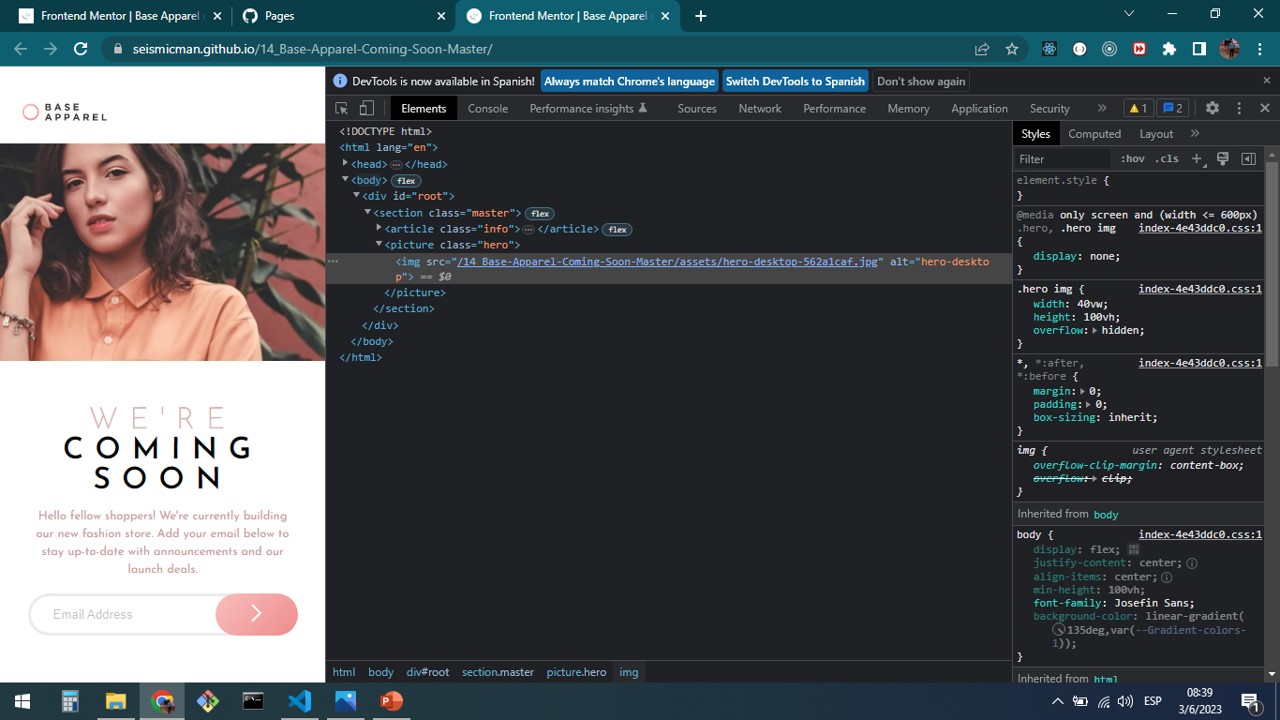 Frontend Mentor | Base Apparel
Pages
Frontend Mentor | Base Apparel
seismicman.github.io/14_Base-Apparel-Coming-Soon-Master/
BASE
APPAREL
WE'RE
COMING
SOON
Hello fellow shoppers! We're currently building
our new fashion store. Add your email below to
stay up-to-date with announcements and our
launch deals.
Email Address
DevTools is now available in Spanish! Always match Chrome's language Switch DevTools to Spanish Don't show again
Elements Console Performance insights Sources Network Performance Memory Application Security » 1 2
<!DOCTYPE html>
<html lang="en">
<head>…</head>
<body> flex
<div id="root">
<section class="master"> flex
<article class="info">…</article> flex
<picture class="hero">
<img src="/14_Base-Apparel-Coming-Soon-Master/assets/hero-desktop-562a1caf.jpg" alt="hero-deskto
p"> == $0
</picture>
</section>
</div>
</body>
</html>
html body div#root section.master picture.hero img
Styles Computed Layout »
Filter :hov .cls +
element.style {
}
@media only screen and (width <= 600px)
.hero, .hero img index-4e43ddc0.css:1
{
display: none;
}
.hero img { index-4e43ddc0.css:1
width: 40vw;
height: 100vh;
overflow: hidden;
}
*, *:after, index-4e43ddc0.css:1
*:before {
margin: 0;
padding: 0;
box-sizing: inherit;
}
img { user agent stylesheet
overflow-clip-margin: content-box;
overflow: clip;
}
Inherited from body
body { index-4e43ddc0.css:1
display: flex;
justify-content: center;
align-items: center;
min-height: 100vh;
font-family: Josefin Sans;
background-color: linear-gradient(
135deg,var(--Gradient-colors-
1));
}
Inherited from html
ESP
08:39
3/6/2023
1